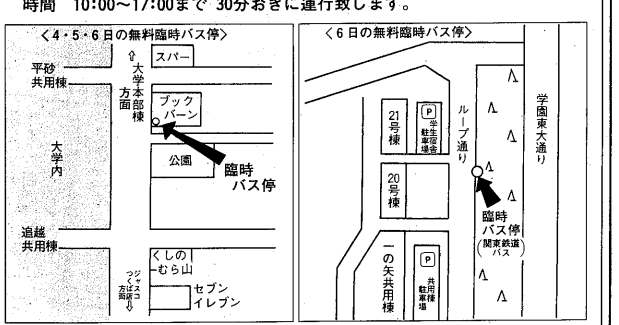 時間 10:00～17:00まで 30分おきに運行致します。
＜4・5・6日の無料臨時バス停＞
平砂
共用棟
⇧
大学本部棟
方面
スパー
ブック
バーン
大学内
公園
臨時
バス停
追越
共用棟
くしの
ーむら山
ジャスコ
つくば店
方面⇩
セブン
イレブン
＜6日の無料臨時バス停＞
21号棟
P
学生宿舎
駐車場
ループ通り
学園東大通り
20号棟
臨時
バス停
(関東鉄道
バス)
一の矢共用棟
P
共用棟
駐車場